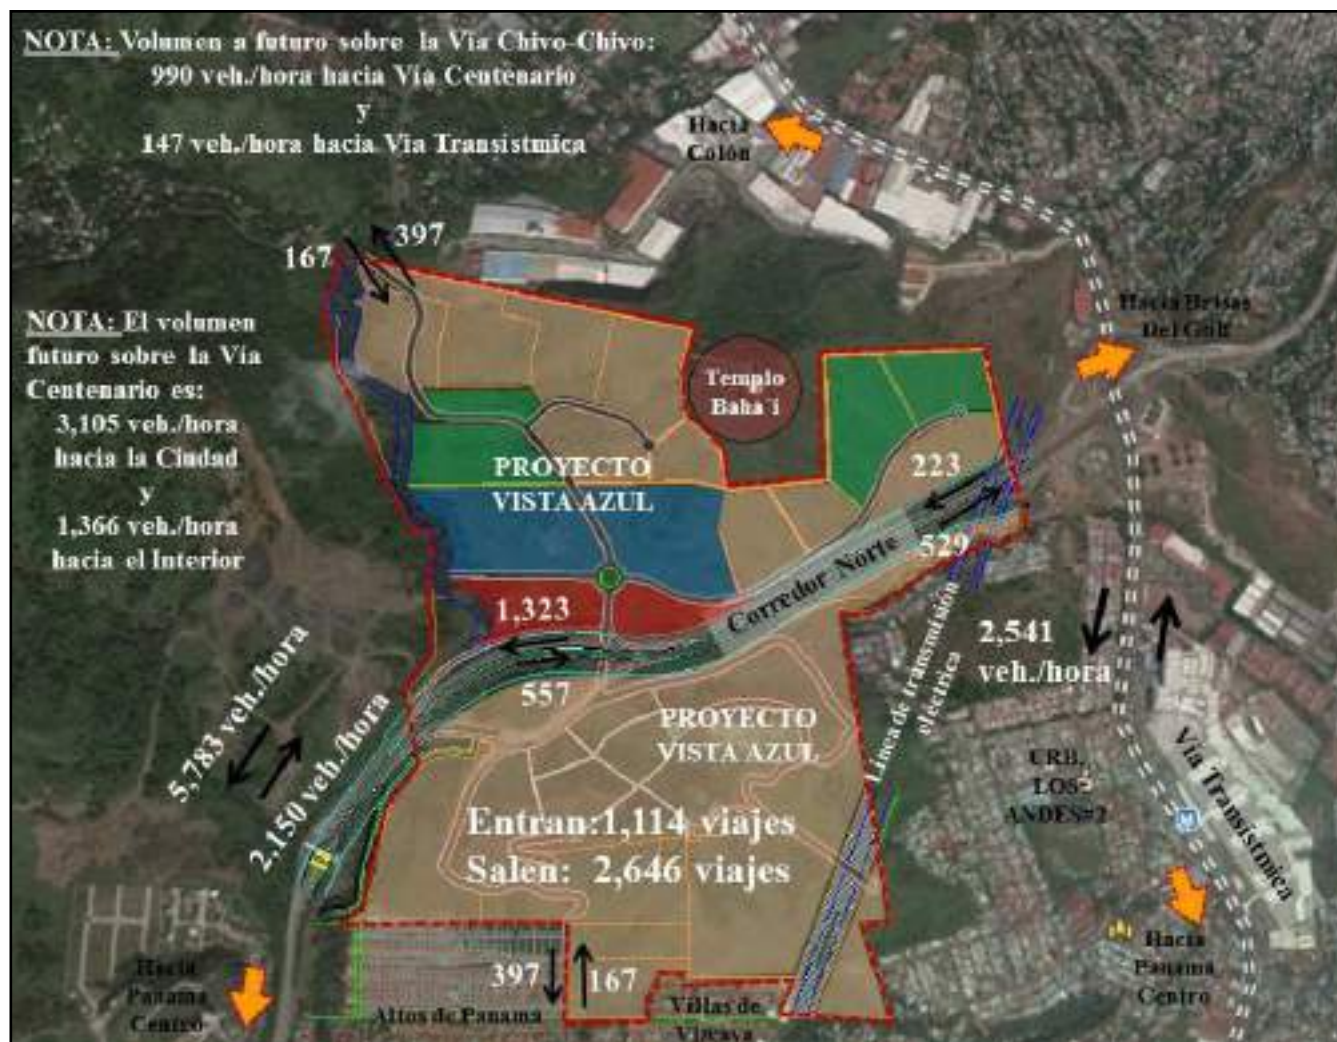 NOTA: Volumen a futuro sobre la Vía Chivo-Chivo:
990 veh./hora hacia Vía Centenario
y
147 veh./hora hacia Vía Transístmica
Hacia
Colón
397
167
Hacia Brisas
Del Golf
NOTA: El volumen
futuro sobre la Vía
Centenario es:
3,105 veh./hora
hacia la Ciudad
y
1,366 veh./hora
hacia el Interior
Templo
Baha´i
PROYECTO
VISTA AZUL
223
529
Corredor Norte
1,323
557
2,541
veh./hora
Línea de transmisión
eléctrica
5,783 veh./hora
2,150 veh./hora
PROYECTO
VISTA AZUL
URB.
LOS
ANDES#2
Vía Transístmica
Entran:1,114 viajes
Salen: 2,646 viajes
Hacia
Panama
Centro
397
167
Altos de Panama
Villas de
Vizcaya
Hacia
Panama
Centro